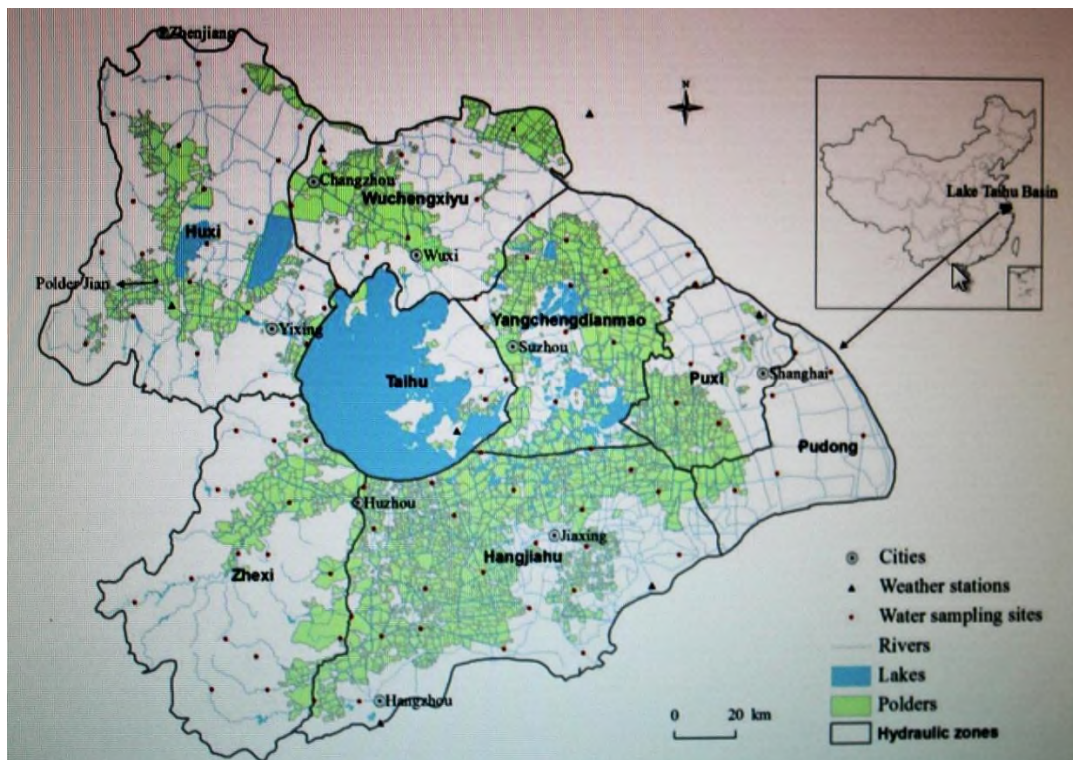 Zhenjiang
N
Lake Taihu Basin
Changzhou
Wuchengxiyu
Huxi
Wuxi
Polder Jian
Yixing
Yangchengdianmao
Suzhou
Taihu
Puxi
Shanghai
Pudong
Huzhou
Jiaxing
Hangjiahu
Zhexi
Hangzhou
Cities
Weather stations
Water sampling sites
Rivers
Lakes
Polders
Hydraulic zones
0 20 km